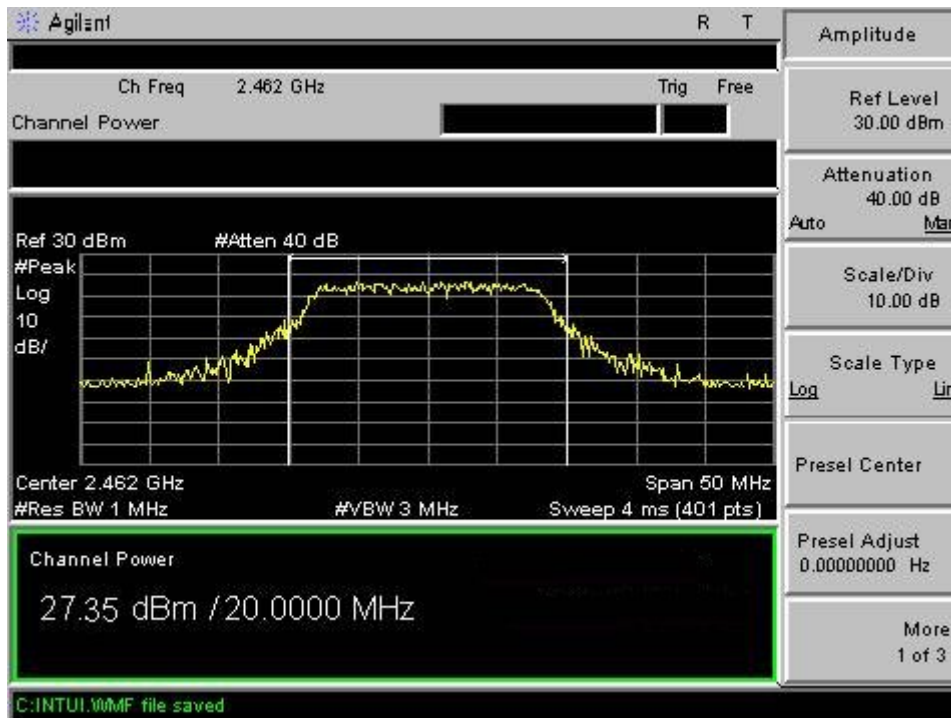 Agilent R T
Ch Freq 2.462 GHz Trig Free
Channel Power
Ref 30 dBm #Atten 40 dB
#Peak
Log
10
dB/
Center 2.462 GHz Span 50 MHz
#Res BW 1 MHz #VBW 3 MHz Sweep 4 ms (401 pts)
Channel Power
27.35 dBm / 20.0000 MHz
C:INTUI.WMF file saved
Amplitude
Ref Level
30.00 dBm
Attenuation
40.00 dB
Auto Man
Scale/Div
10.00 dB
Scale Type
Log Lin
Presel Center
Presel Adjust
0.00000000 Hz
More
1 of 3